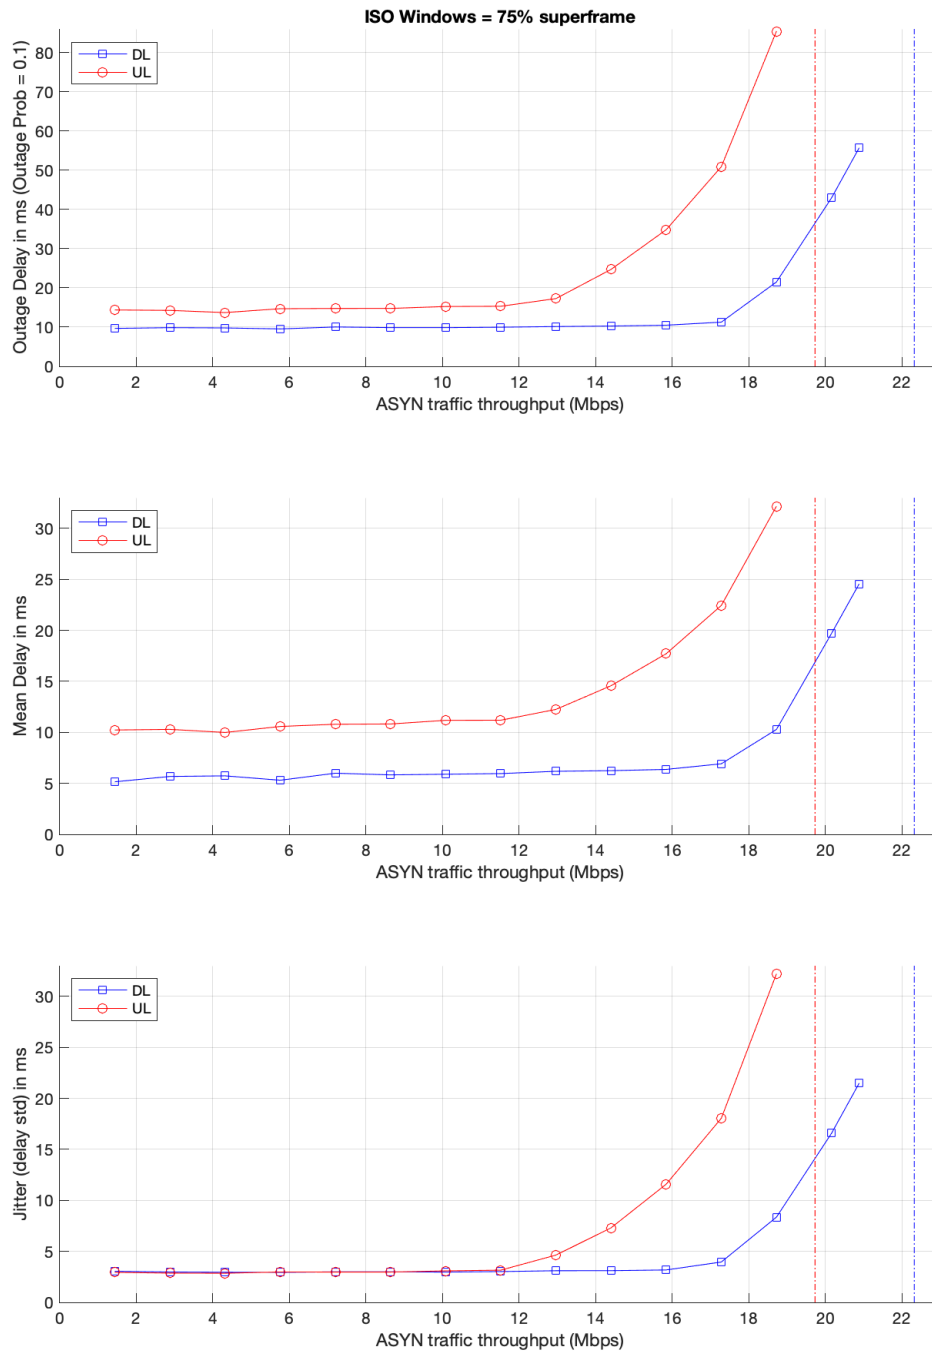 ISO Windows = 75% superframe
Outage Delay in ms (Outage Prob = 0.1)
80
70
60
50
40
30
20
10
0
DL
UL
0 2 4 6 8 10 12 14 16 18 20 22
ASYN traffic throughput (Mbps)
Mean Delay in ms
30
25
20
15
10
5
0
DL
UL
0 2 4 6 8 10 12 14 16 18 20 22
ASYN traffic throughput (Mbps)
Jitter (delay std) in ms
30
25
20
15
10
5
0
DL
UL
0 2 4 6 8 10 12 14 16 18 20 22
ASYN traffic throughput (Mbps)